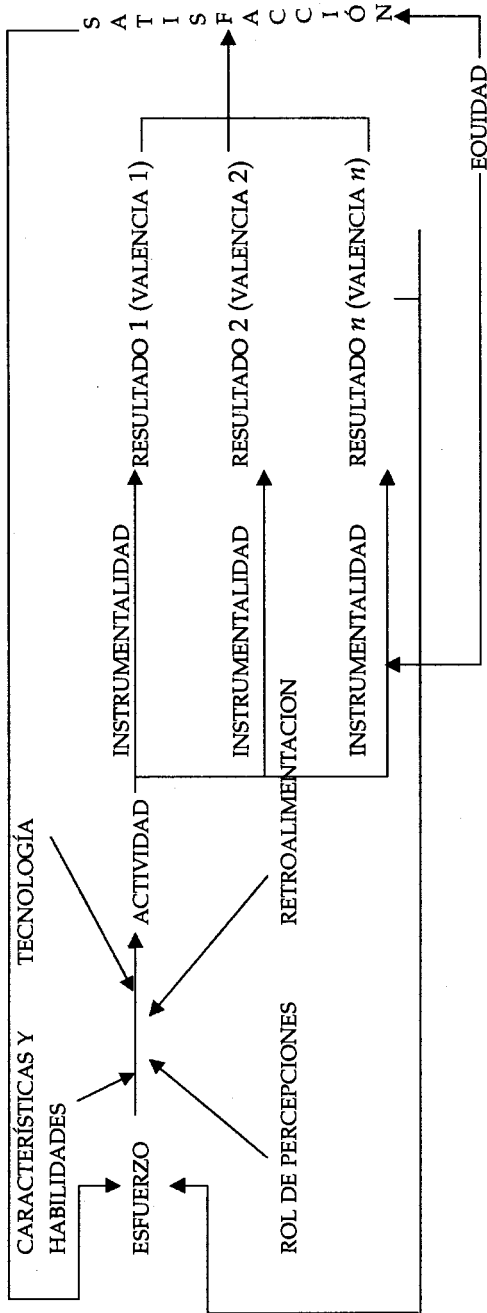 CARACTERÍSTICAS Y
HABILIDADES
TECNOLOGÍA
ESFUERZO
ACTIVIDAD
ROL DE PERCEPCIONES
RETROALIMENTACION
INSTRUMENTALIDAD
RESULTADO 1 (VALENCIA 1)
INSTRUMENTALIDAD
RESULTADO 2 (VALENCIA 2)
INSTRUMENTALIDAD
RESULTADO n (VALENCIA n)
SATISFACCIÓN
EQUIDAD